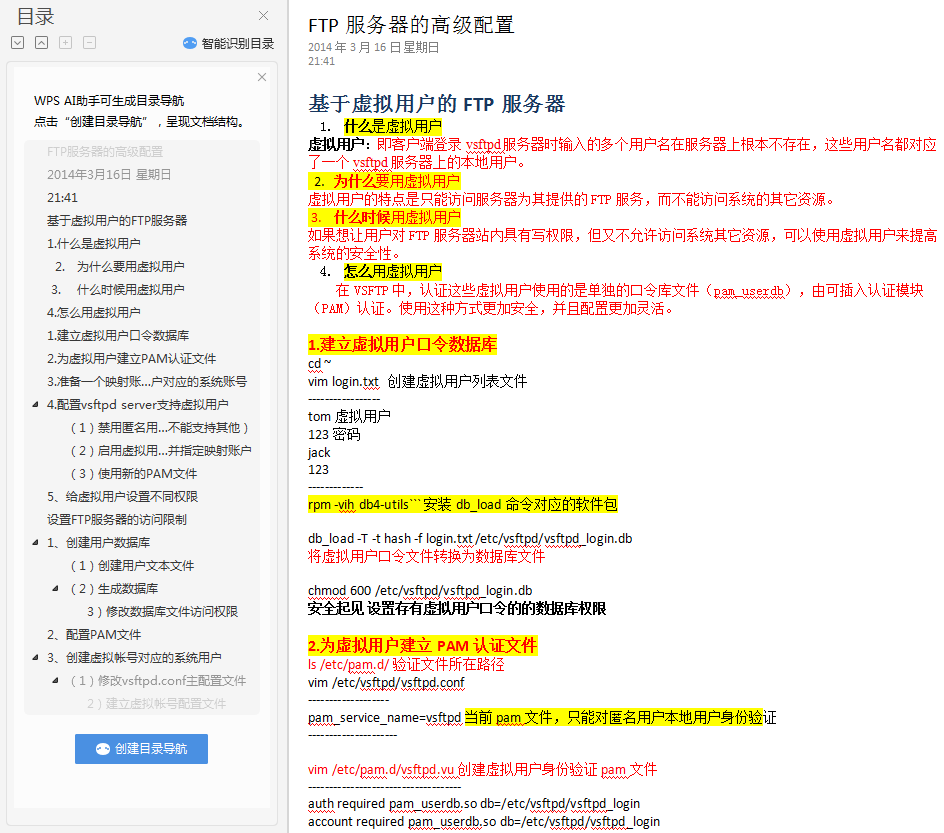 目录
智能识别目录
WPS AI助手可生成目录导航
点击“创建目录导航”，呈现文档结构。
FTP服务器的高级配置
2014年3月16日 星期日
21:41
基于虚拟用户的FTP服务器
1.什么是虚拟用户
2. 为什么要用虚拟用户
3. 什么时候用虚拟用户
4.怎么用虚拟用户
1.建立虚拟用户口令数据库
2.为虚拟用户建立PAM认证文件
3.准备一个映射账...户对应的系统账号
4.配置vsftpd server支持虚拟用户
（1）禁用匿名用...不能支持其他）
（2）启用虚拟用...并指定映射账户
（3）使用新的PAM文件
5、给虚拟用户设置不同权限
设置FTP服务器的访问限制
1、创建用户数据库
（1）创建用户文本文件
（2）生成数据库
3）修改数据库文件访问权限
2、配置PAM文件
3、创建虚拟帐号对应的系统用户
（1）修改vsftpd.conf主配置文件
2）建立虚拟帐号配置文件
创建目录导航
FTP 服务器的高级配置
2014 年 3 月 16 日 星期日
21:41
基于虚拟用户的 FTP 服务器
1. 什么是虚拟用户
虚拟用户：即客户端登录 vsftpd 服务器时输入的多个用户名在服务器上根本不存在，这些用户名都对应
了一个 vsftpd 服务器上的本地用户。
2. 为什么要用虚拟用户
虚拟用户的特点是只能访问服务器为其提供的 FTP 服务，而不能访问系统的其它资源。
3. 什么时候用虚拟用户
如果想让用户对 FTP 服务器站内具有写权限，但又不允许访问系统其它资源，可以使用虚拟用户来提高
系统的安全性。
4. 怎么用虚拟用户
在 VSFTP 中，认证这些虚拟用户使用的是单独的口令库文件（pam_userdb），由可插入认证模块
（PAM）认证。使用这种方式更加安全，并且配置更加灵活。
1.建立虚拟用户口令数据库
cd ~
vim login.txt 创建虚拟用户列表文件
-----------------
tom 虚拟用户
123 密码
jack
123
-------------
rpm -vih db4-utils```安装 db_load 命令对应的软件包
db_load -T -t hash -f login.txt /etc/vsftpd/vsftpd_login.db
将虚拟用户口令文件转换为数据库文件
chmod 600 /etc/vsftpd/vsftpd_login.db
安全起见 设置存有虚拟用户口令的的数据库权限
2.为虚拟用户建立 PAM 认证文件
ls /etc/pam.d/ 验证文件所在路径
vim /etc/vsftpd/vsftpd.conf
-------------------
pam_service_name=vsftpd 当前 pam 文件，只能对匿名用户本地用户身份验证
---------------------
vim /etc/pam.d/vsftpd.vu 创建虚拟用户身份验证 pam 文件
------------------------------------
auth required pam_userdb.so db=/etc/vsftpd/vsftpd_login
account required pam_userdb.so db=/etc/vsftpd/vsftpd_login